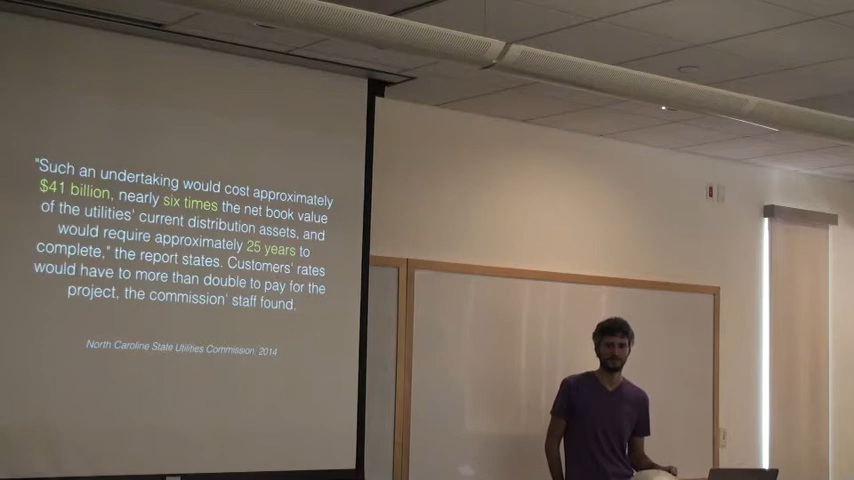 "Such an undertaking would cost approximately
$41 billion, nearly six times the net book value
of the utilities' current distribution assets, and
would require approximately 25 years to
complete," the report states. Customers' rates
would have to more than double to pay for the
project, the commission' staff found.
North Carolina State Utilities Commission, 2014